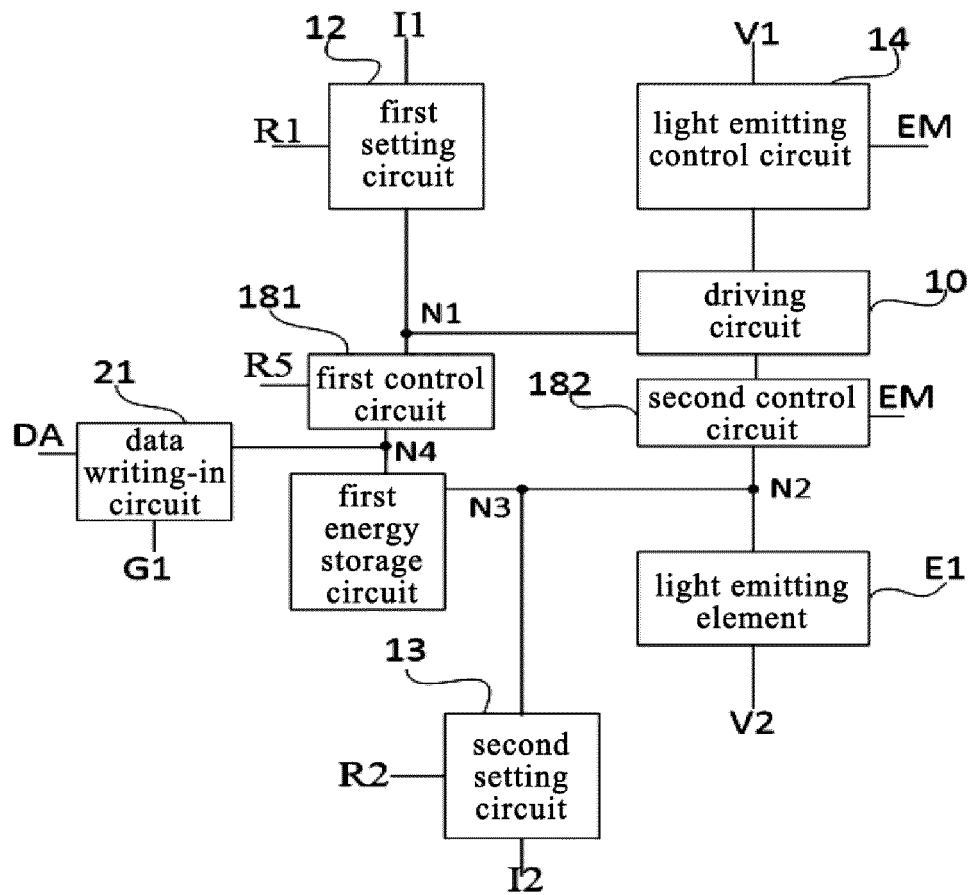 12
I1
V1
14
R1
first
setting
circuit
light emitting
control circuit
EM
181
N1
driving
circuit
10
R5
first control
circuit
182
second control
circuit
EM
21
DA
data
writing-in
circuit
N4
G1
first
energy
storage
circuit
N3
N2
light emitting
element
E1
13
V2
R2
second
setting
circuit
I2